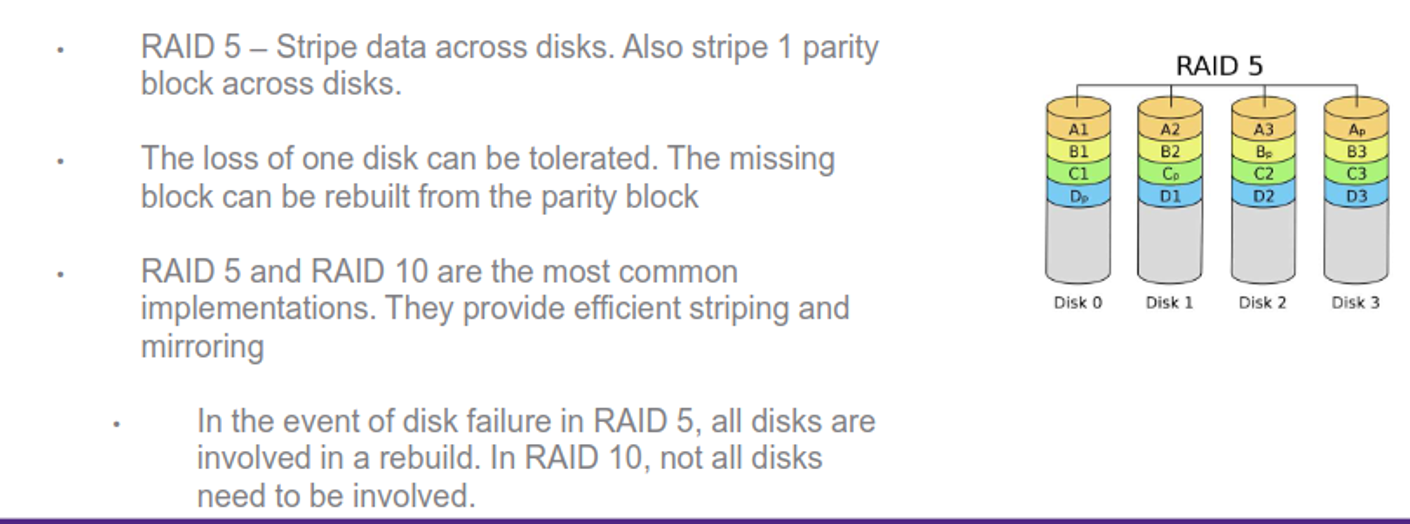 • RAID 5 – Stripe data across disks. Also stripe 1 parity
block across disks.
• The loss of one disk can be tolerated. The missing
block can be rebuilt from the parity block
• RAID 5 and RAID 10 are the most common
implementations. They provide efficient striping and
mirroring
• In the event of disk failure in RAID 5, all disks are
involved in a rebuild. In RAID 10, not all disks
need to be involved.
RAID 5
A1 A2 A3 Ap
B1 B2 Bp B3
C1 Cp C2 C3
Dp D1 D2 D3
Disk 0 Disk 1 Disk 2 Disk 3